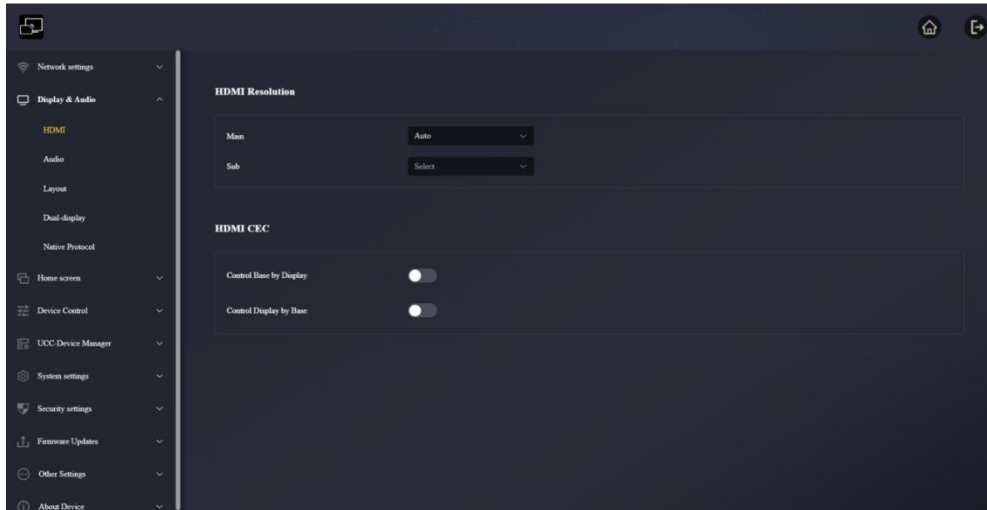 Network settings
Display & Audio
HDMI
Audio
Layout
Dual-display
Native Protocol
Home screen
Device Control
UCC-Device Manager
System settings
Security settings
Firmware Updates
Other Settings
About Device
HDMI Resolution
Main Auto
Sub Select
HDMI CEC
Control Base by Display
Control Display by Base